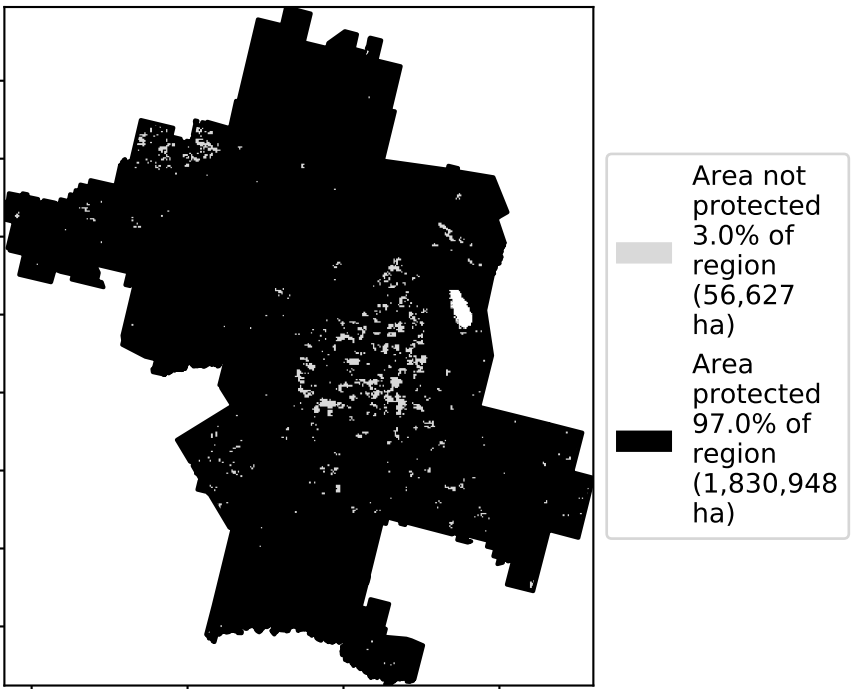 Area not
protected
3.0% of
region
(56,627
ha)
Area
protected
97.0% of
region
(1,830,948
ha)